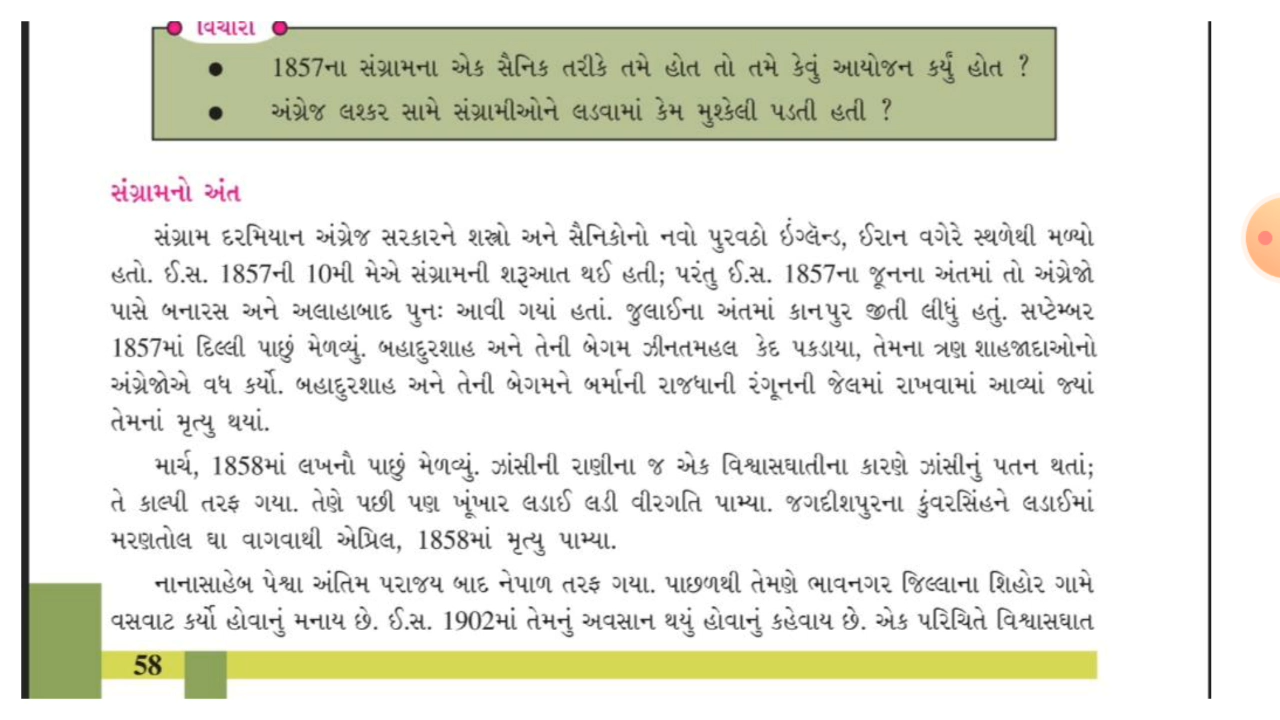 વિચારો
● 1857ના સંગ્રામના એક સૈનિક તરીકે તમે હોત તો તમે કેવું આયોજન કર્યું હોત ?
● અંગ્રેજ લશ્કર સામે સંગ્રામીઓને લડવામાં કેમ મુશ્કેલી પડતી હતી ?
સંગ્રામનો અંત
સંગ્રામ દરમિયાન અંગ્રેજ સરકારને શસ્ત્રો અને સૈનિકોનો નવો પુરવઠો ઇંગ્લૅન્ડ, ઈરાન વગેરે સ્થળેથી મળ્યો
હતો. ઈ.સ. 1857ની 10મી મેએ સંગ્રામની શરૂઆત થઈ હતી; પરંતુ ઈ.સ. 1857ના જૂનના અંતમાં તો અંગ્રેજો
પાસે બનારસ અને અલાહાબાદ પુનઃ આવી ગયાં હતાં. જુલાઈના અંતમાં કાનપુર જીતી લીધું હતું. સપ્ટેમ્બર
1857માં દિલ્લી પાછું મેળવ્યું. બહાદુરશાહ અને તેની બેગમ ઝીનતમહલ કેદ પકડાયા, તેમના ત્રણ શાહજાદાઓનો
અંગ્રેજોએ વધ કર્યો. બહાદુરશાહ અને તેની બેગમને બર્માની રાજધાની રંગૂનની જેલમાં રાખવામાં આવ્યાં જ્યાં
તેમનાં મૃત્યુ થયાં.
માર્ચ, 1858માં લખનૌ પાછું મેળવ્યું. ઝાંસીની રાણીના જ એક વિશ્વાસઘાતીના કારણે ઝાંસીનું પતન થતાં;
તે કાલ્પી તરફ ગયા. તેણે પછી પણ ખૂંખાર લડાઈ લડી વીરગતિ પામ્યા. જગદીશપુરના કુંવરસિંહને લડાઈમાં
મરણતોલ ઘા વાગવાથી એપ્રિલ, 1858માં મૃત્યુ પામ્યા.
નાનાસાહેબ પેશ્વા અંતિમ પરાજય બાદ નેપાળ તરફ ગયા. પાછળથી તેમણે ભાવનગર જિલ્લાના શિહોર ગામે
વસવાટ કર્યો હોવાનું મનાય છે. ઈ.સ. 1902માં તેમનું અવસાન થયું હોવાનું કહેવાય છે. એક પરિચિતે વિશ્વાસઘાત
58